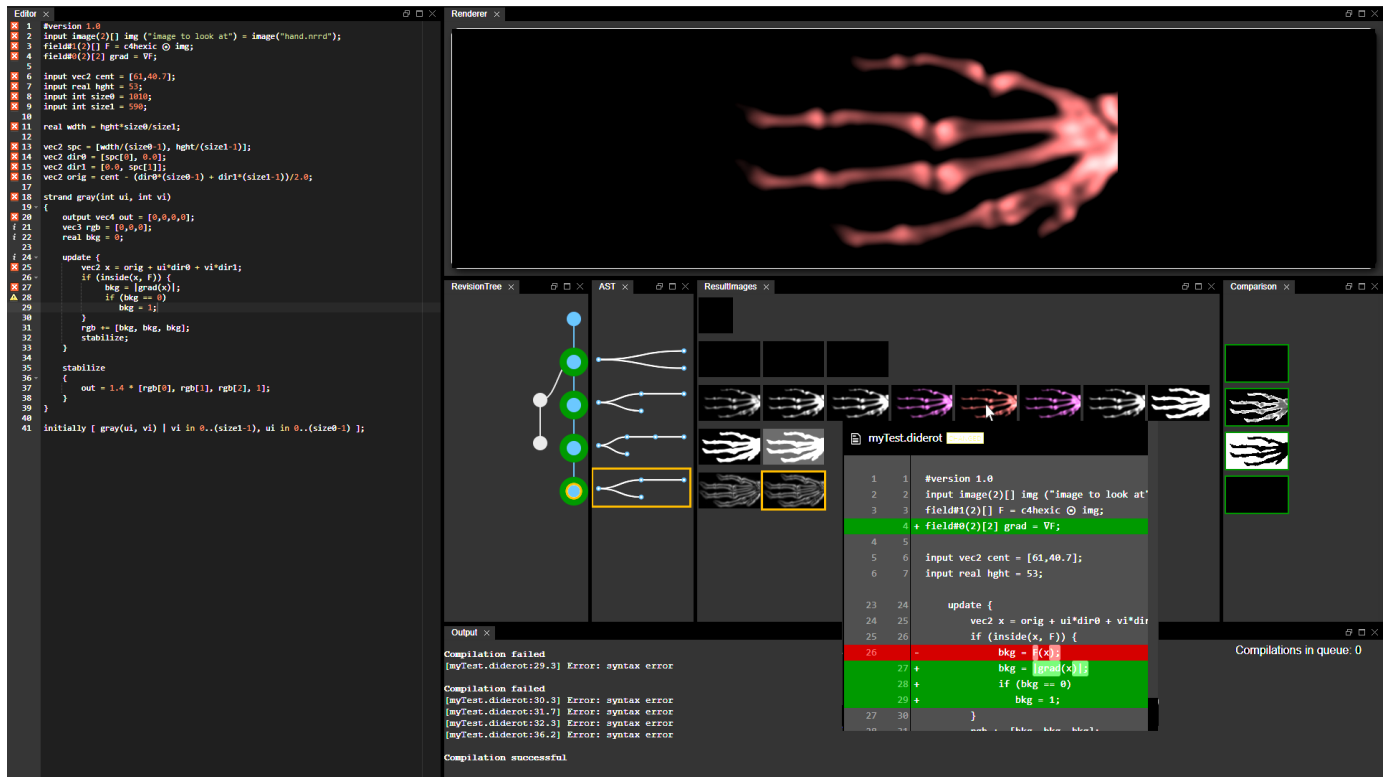 Editor
1 #version 1.0
2 input image(2)[] img ("image to look at") = image("hand.nrrd");
3 field#1(2)[] F = c4hexic ⊙ img;
4 field#0(2)[2] grad = ∇F;
5
6 input vec2 cent = [61,40.7];
7 input real hght = 53;
8 input int size0 = 1010;
9 input int size1 = 590;
10
11 real wdth = hght*size0/size1;
12
13 vec2 spc = [wdth/(size0-1), hght/(size1-1)];
14 vec2 dir0 = [spc[0], 0.0];
15 vec2 dir1 = [0.0, spc[1]];
16 vec2 orig = cent - (dir0*(size0-1) + dir1*(size1-1))/2.0;
17
18 strand gray(int ui, int vi)
19 {
20 output vec4 out = [0,0,0,0];
21 vec3 rgb = [0,0,0];
22 real bkg = 0;
23
24 update {
25 vec2 x = orig + ui*dir0 + vi*dir1;
26 if (inside(x, F)) {
27 bkg = |grad(x)|;
28 if (bkg == 0)
29 bkg = 1;
30 }
31 rgb += [bkg, bkg, bkg];
32 stabilize;
33 }
34
35 stabilize
36 {
37 out = 1.4 * [rgb[0], rgb[1], rgb[2], 1];
38 }
39 }
40
41 initially [ gray(ui, vi) | vi in 0..(size1-1), ui in 0..(size0-1) ];
Renderer
RevisionTree
AST
ResultImages
Comparison
myTest.diderot
1 1 #version 1.0
2 2 input image(2)[] img ("image to look at"
3 3 field#1(2)[] F = c4hexic ⊙ img;
4 + field#0(2)[2] grad = ∇F;
4 5
5 6 input vec2 cent = [61,40.7];
6 7 input real hght = 53;
23 24 update {
24 25 vec2 x = orig + ui*dir0 + vi*dir
25 26 if (inside(x, F)) {
26 - bkg = F(x);
27 + bkg = |grad(x)|;
28 + if (bkg == 0)
29 + bkg = 1;
27 30 }
Output
Compilation failed
[myTest.diderot:29.3] Error: syntax error
Compilation failed
[myTest.diderot:30.3] Error: syntax error
[myTest.diderot:31.7] Error: syntax error
[myTest.diderot:32.3] Error: syntax error
[myTest.diderot:36.2] Error: syntax error
Compilation successful
Compilations in queue: 0